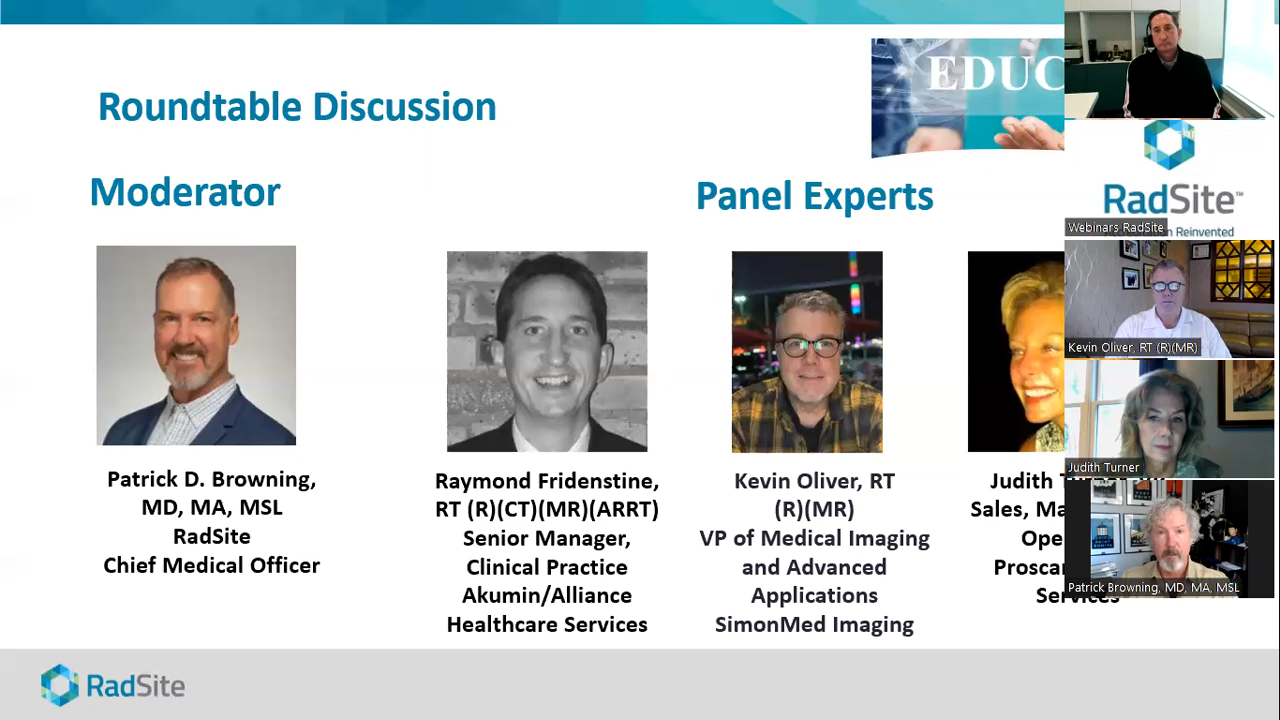 EDUC
Roundtable Discussion
Moderator
Panel Experts
Patrick D. Browning,
MD, MA, MSL
RadSite
Chief Medical Officer
Raymond Fridenstine,
RT (R)(CT)(MR)(ARRT)
Senior Manager,
Clinical Practice
Akumin/Alliance
Healthcare Services
Kevin Oliver, RT
(R)(MR)
VP of Medical Imaging
and Advanced
Applications
SimonMed Imaging
Judith
Sales, Ma
Ope
Proscan
Services
RadSite™
Reinvented
Webinars RadSite
Kevin Oliver, RT (R)(MR)
Judith Turner
Patrick Browning, MD, MA, MSL
RadSite